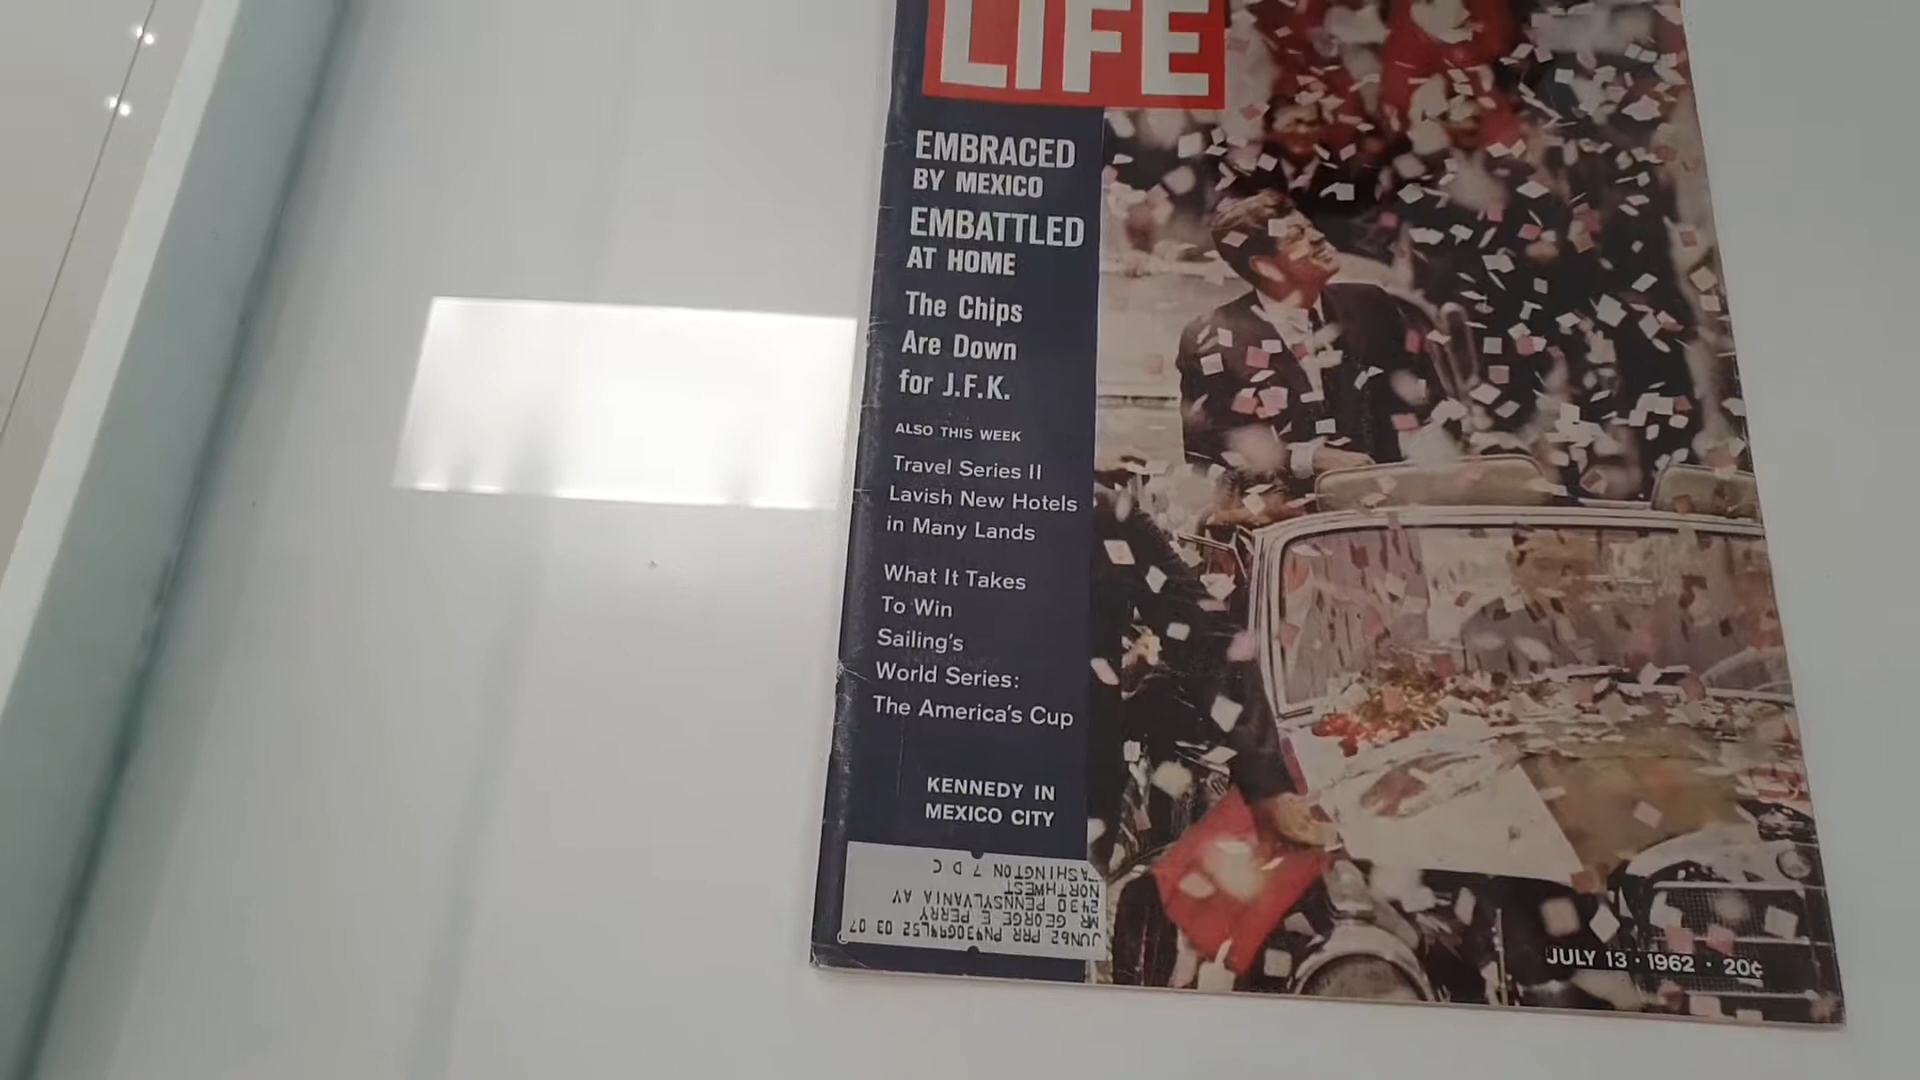 LIFE
EMBRACED
BY MEXICO
EMBATTLED
AT HOME
The Chips
Are Down
for J.F.K.
ALSO THIS WEEK
Travel Series II
Lavish New Hotels
in Many Lands
What It Takes
To Win
Sailing's
World Series:
The America's Cup
KENNEDY IN
MEXICO CITY
JUN62 PRR 03 07
MR GEORGE E PERRY
2430 PENNSYLVANIA AV
NORTHWEST
WASHINGTON 7 D C
JULY 13 · 1962 · 20¢